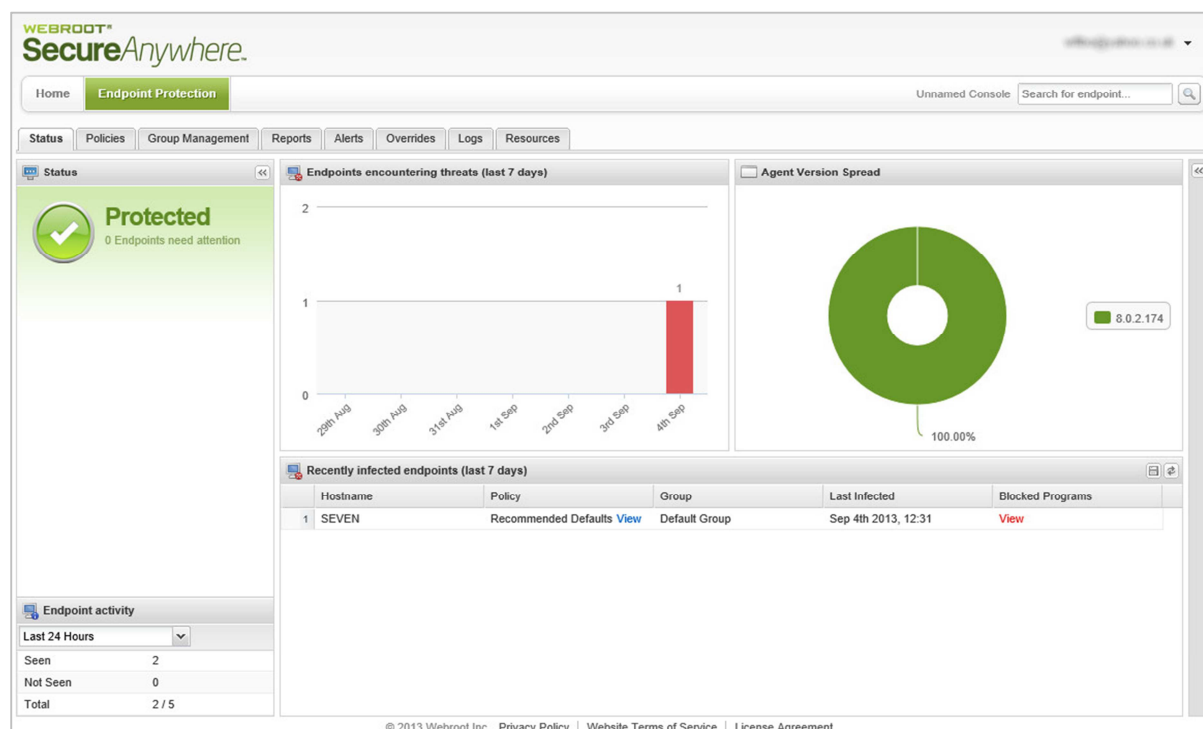 WEBROOT®
SecureAnywhere™
Home Endpoint Protection Unnamed Console Search for endpoint...
Status Policies Group Management Reports Alerts Overrides Logs Resources
Status
Protected
0 Endpoints need attention
Endpoints encountering threats (last 7 days)
2
1
1
0
29th Aug 30th Aug 31st Aug 1st Sep 2nd Sep 3rd Sep 4th Sep
Agent Version Spread
8.0.2.174
100.00%
Recently infected endpoints (last 7 days)
Hostname Policy Group Last Infected Blocked Programs
1 SEVEN Recommended Defaults View Default Group Sep 4th 2013, 12:31 View
Endpoint activity
Last 24 Hours
Seen 2
Not Seen 0
Total 2 / 5
© 2013 Webroot Inc Privacy Policy | Website Terms of Service | License Agreement